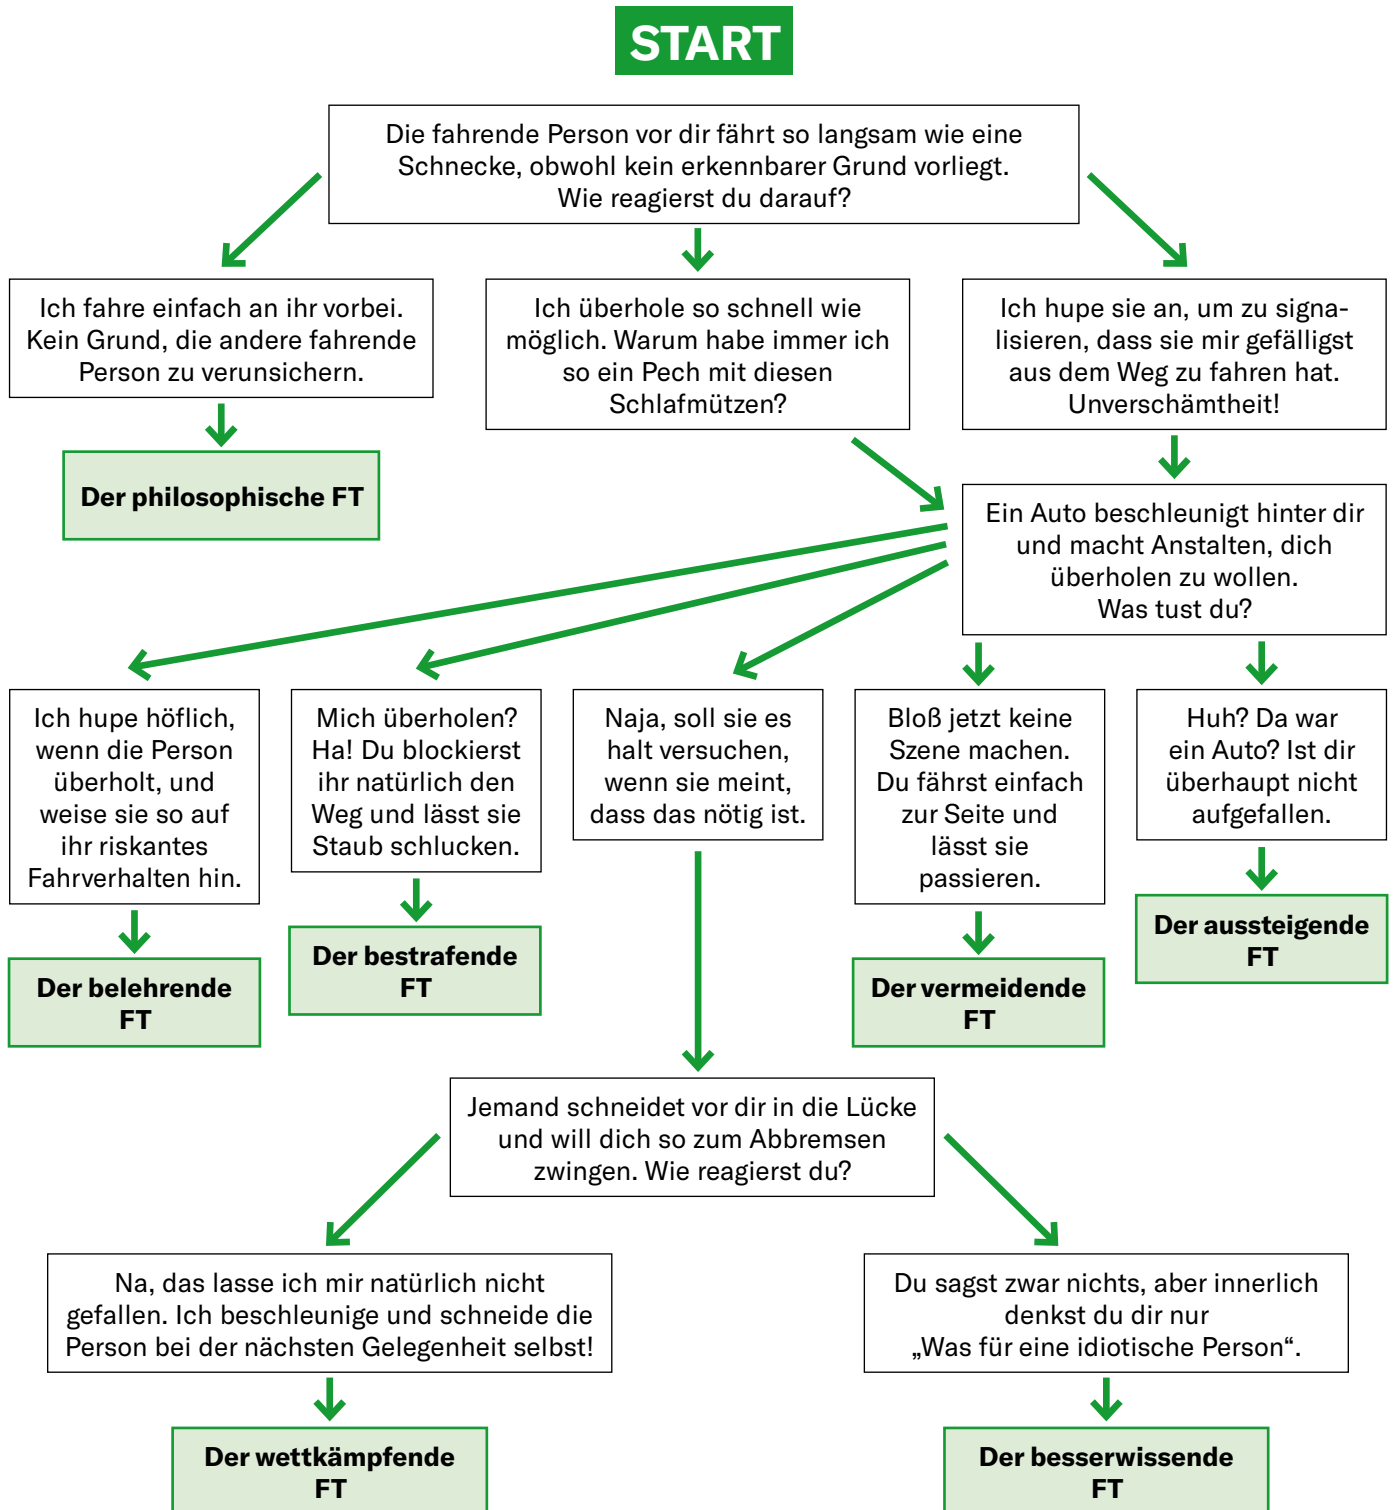 START
Die fahrende Person vor dir fährt so langsam wie eine
Schnecke, obwohl kein erkennbarer Grund vorliegt.
Wie reagierst du darauf?
Ich fahre einfach an ihr vorbei.
Kein Grund, die andere fahrende
Person zu verunsichern.
Ich überhole so schnell wie
möglich. Warum habe immer ich
so ein Pech mit diesen
Schlafmützen?
Ich hupe sie an, um zu signa-
lisieren, dass sie mir gefälligst
aus dem Weg zu fahren hat.
Unverschämtheit!
Der philosophische FT
Ein Auto beschleunigt hinter dir
und macht Anstalten, dich
überholen zu wollen.
Was tust du?
Ich hupe höflich,
wenn die Person
überholt, und
weise sie so auf
ihr riskantes
Fahrverhalten hin.
Mich überholen?
Ha! Du blockierst
ihr natürlich den
Weg und lässt sie
Staub schlucken.
Naja, soll sie es
halt versuchen,
wenn sie meint,
dass das nötig ist.
Bloß jetzt keine
Szene machen.
Du fährst einfach
zur Seite und
lässt sie
passieren.
Huh? Da war
ein Auto? Ist dir
überhaupt nicht
aufgefallen.
Der belehrende
FT
Der bestrafende
FT
Der vermeidende
FT
Der aussteigende
FT
Jemand schneidet vor dir in die Lücke
und will dich so zum Abbremsen
zwingen. Wie reagierst du?
Na, das lasse ich mir natürlich nicht
gefallen. Ich beschleunige und schneide die
Person bei der nächsten Gelegenheit selbst!
Du sagst zwar nichts, aber innerlich
denkst du dir nur
„Was für eine idiotische Person“.
Der wettkämpfende
FT
Der besserwissende
FT